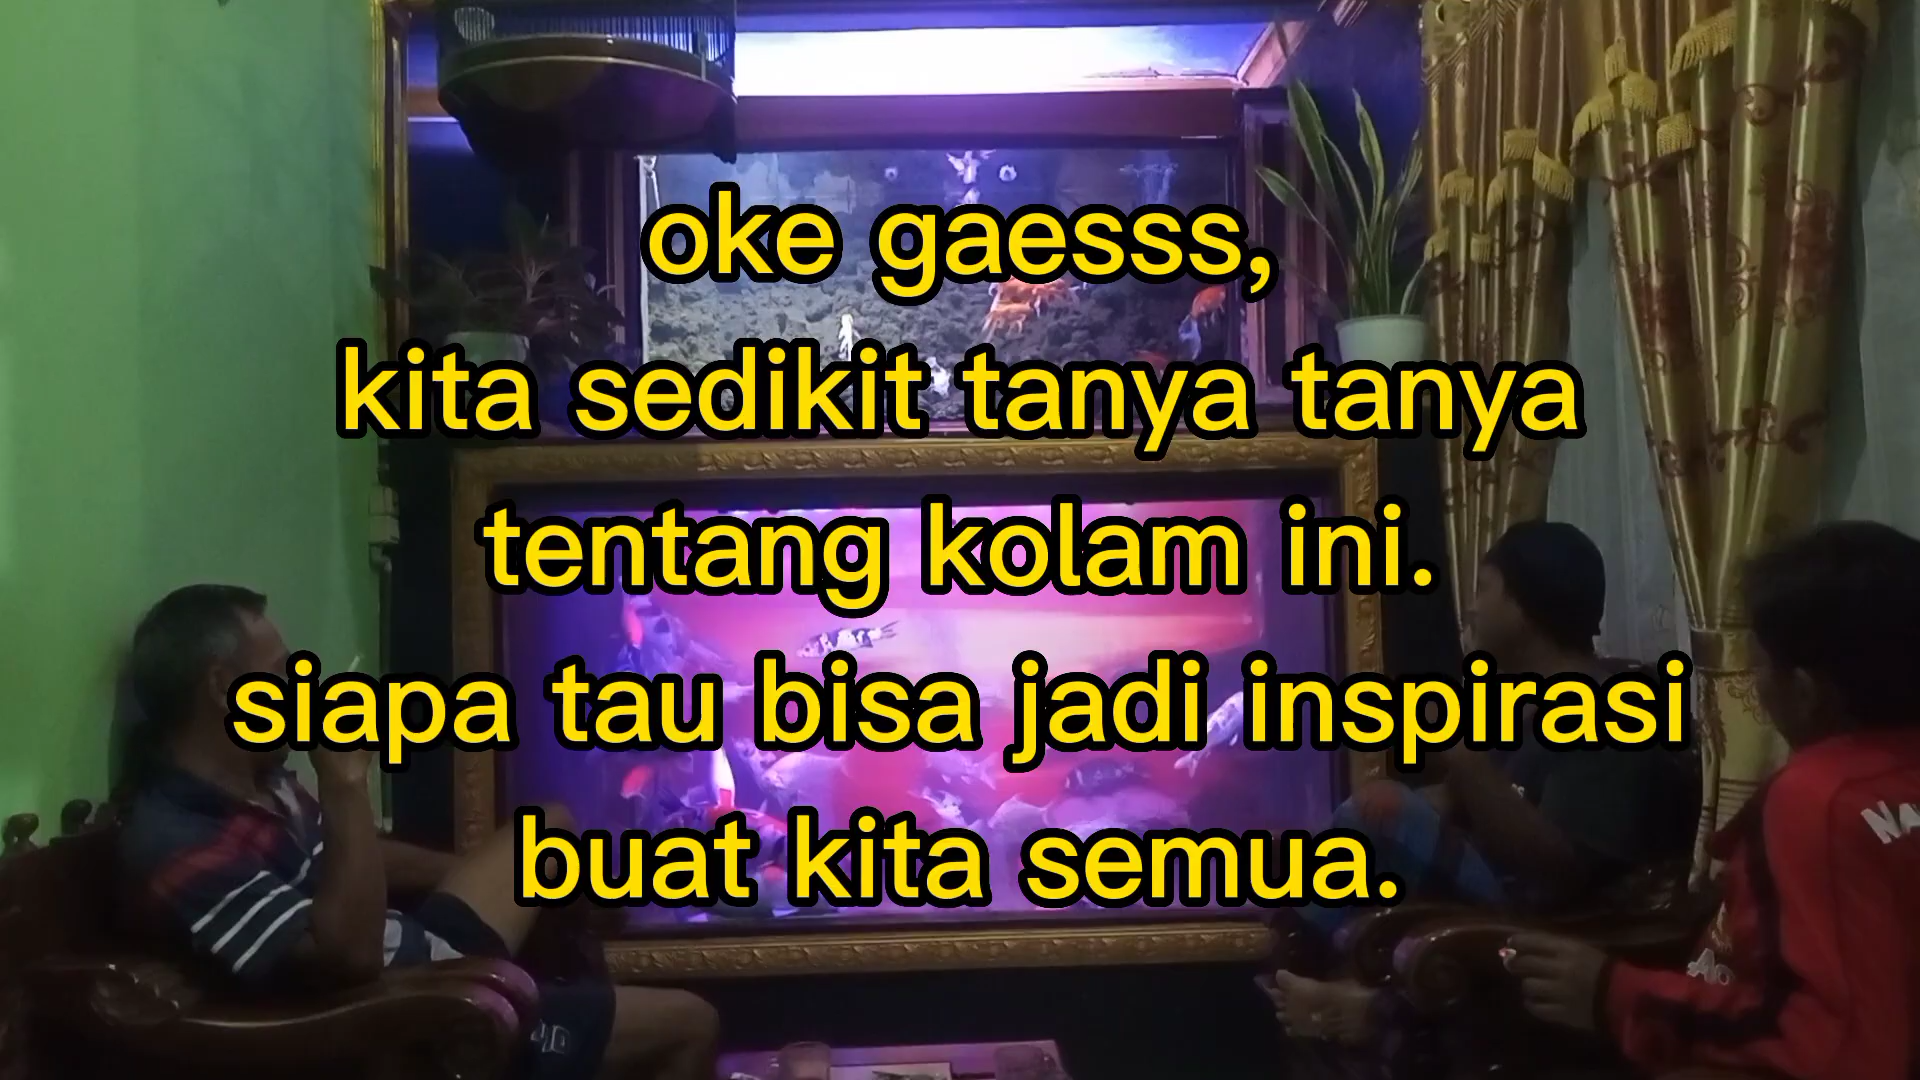 oke gaesss,
kita sedikit tanya tanya
tentang kolam ini.
siapa tau bisa jadi inspirasi
buat kita semua.